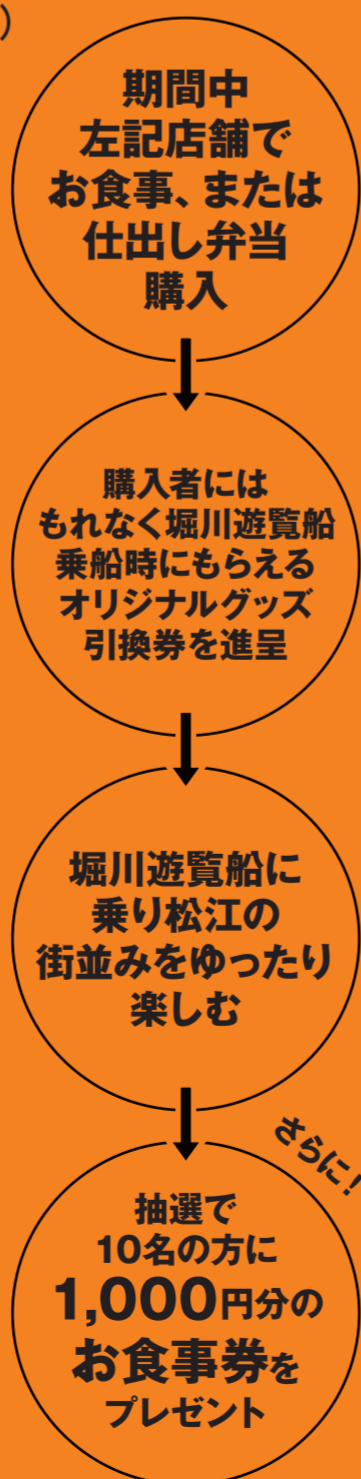 )
期間中
左記店舗で
お食事、または
仕出し弁当
購入
購入者には
もれなく堀川遊覧船
乗船時にもらえる
オリジナルグッズ
引換券を進呈
堀川遊覧船に
乗り松江の
街並みをゆったり
楽しむ
さらに!
抽選で
10名の方に
1,000円分の
お食事券を
プレゼント